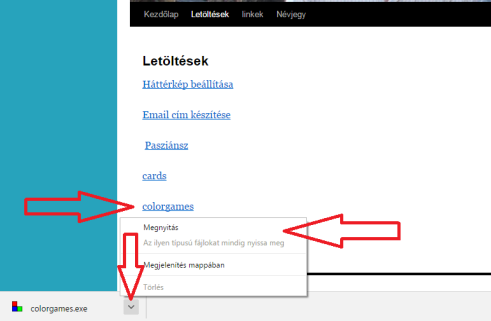 Kezdőlap Letöltések linkek Névjegy
Letöltések
Háttérkép beállítása
Email cím készítése
Pasziánsz
cards
colorgames
Megnyitás
Az ilyen típusú fájlokat mindig nyissa meg
Megjelenítés mappában
Törlés
colorgames.exe